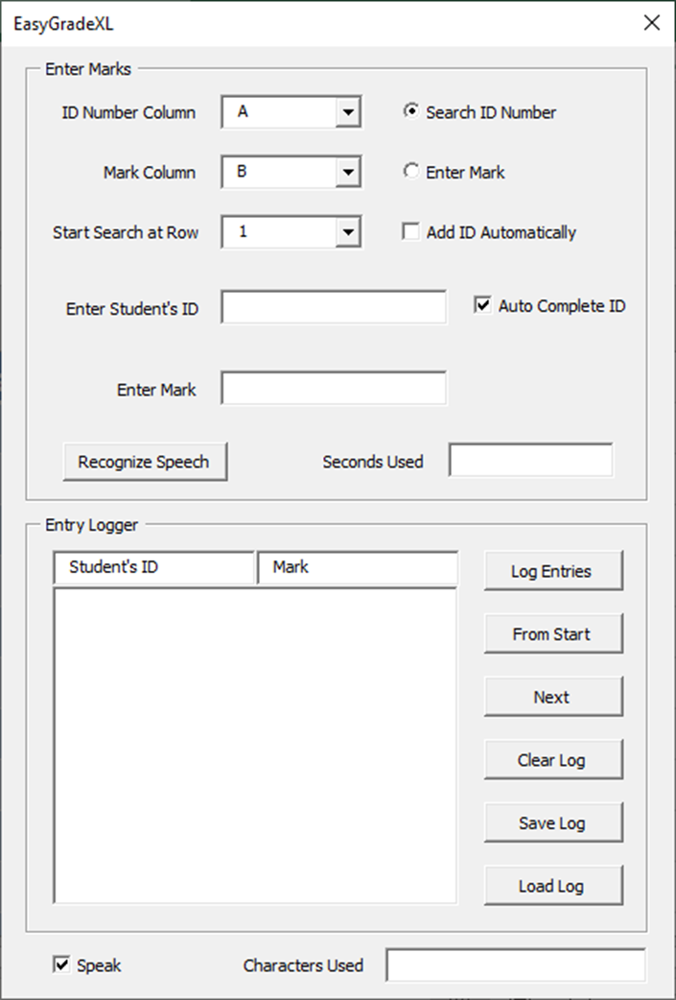 EasyGradeXL
Enter Marks
ID Number Column A Search ID Number
Mark Column B Enter Mark
Start Search at Row 1 Add ID Automatically
Enter Student's ID Auto Complete ID
Enter Mark
Recognize Speech Seconds Used
Entry Logger
Student's ID Mark Log Entries
From Start
Next
Clear Log
Save Log
Load Log
Speak Characters Used